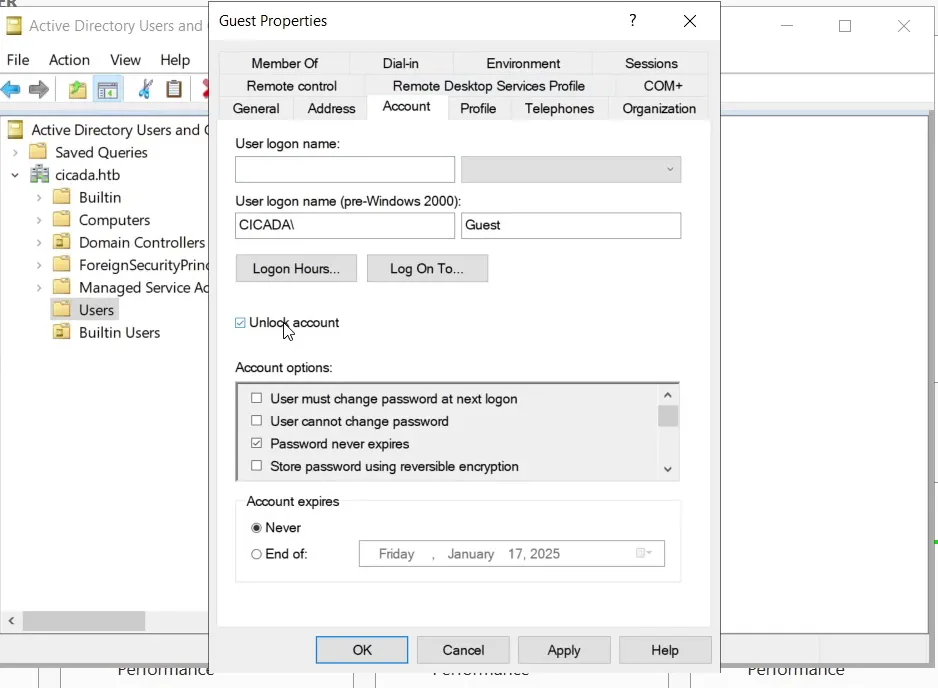 ER
Active Directory Users and
File Action View Help
Active Directory Users and C
Saved Queries
cicada.htb
Builtin
Computers
Domain Controllers
ForeignSecurityPrinc
Managed Service Ac
Users
Builtin Users
Guest Properties
?
Member Of Dial-in Environment Sessions
Remote control Remote Desktop Services Profile COM+
General Address Account Profile Telephones Organization
User logon name:
User logon name (pre-Windows 2000):
CICADA\ Guest
Logon Hours... Log On To...
Unlock account
Account options:
User must change password at next logon
User cannot change password
Password never expires
Store password using reversible encryption
Account expires
Never
End of: Friday , January 17, 2025
OK Cancel Apply Help
Performance Performance Performance